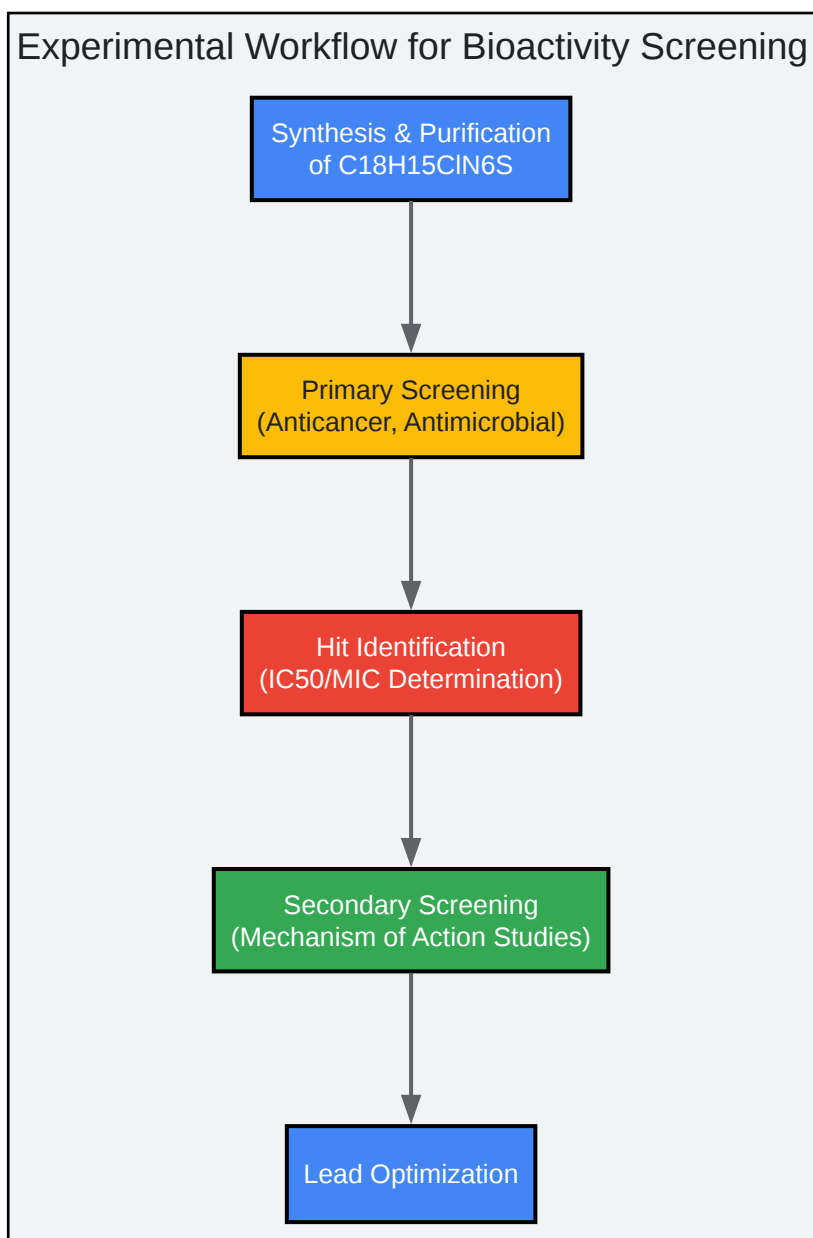 Experimental Workflow for Bioactivity Screening
Synthesis & Purification
of C18H15ClN6S
Primary Screening
(Anticancer, Antimicrobial)
Hit Identification
(IC50/MIC Determination)
Secondary Screening
(Mechanism of Action Studies)
Lead Optimization